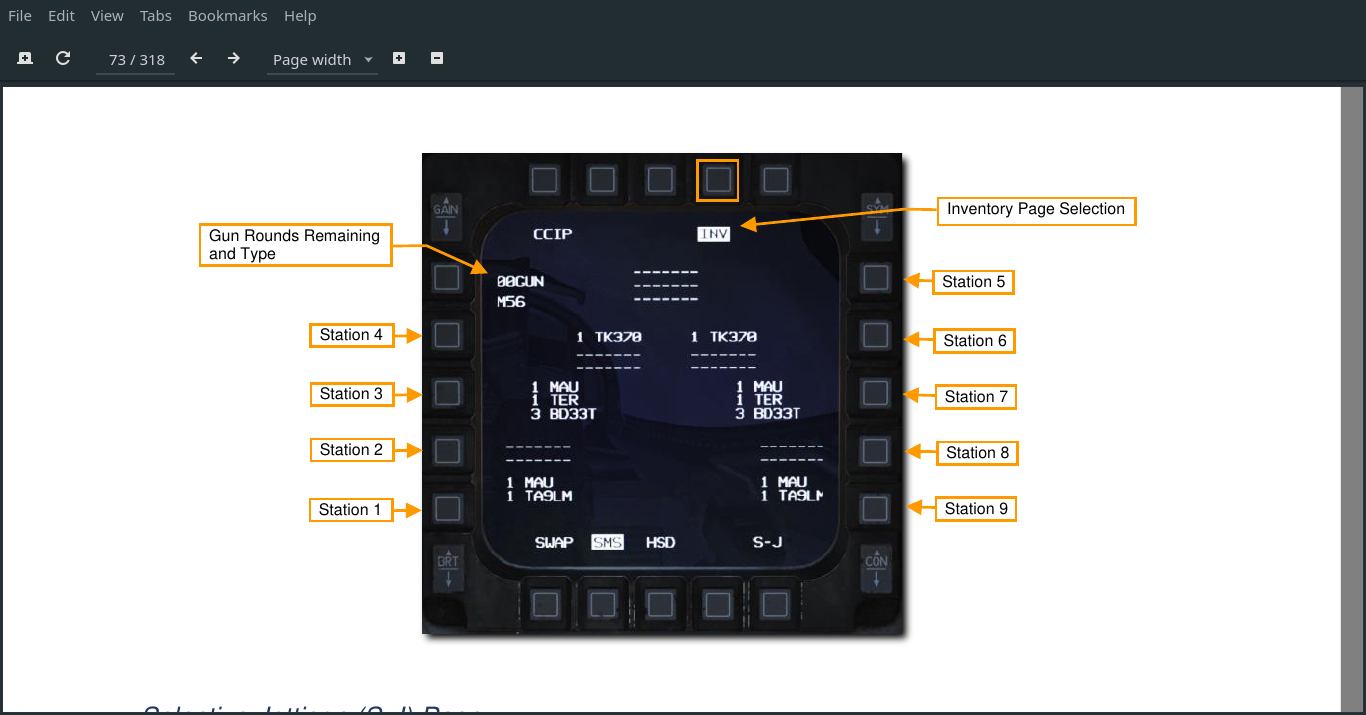 File Edit View Tabs Bookmarks Help
73 / 318 Page width
GAIN
SYM
Inventory Page Selection
Gun Rounds Remaining
and Type
CCIP INV
00GUN
M56
-------
-------
-------
Station 5
Station 4
1 TK370 1 TK370
------- -------
------- -------
Station 6
Station 3
1 MAU 1 MAU
1 TER 1 TER
3 BD33T 3 BD33T
Station 7
Station 2
------- -------
------- -------
Station 8
1 MAU 1 MAU
1 TA9LM 1 TA9LM
Station 1
Station 9
SWAP SMS HSD S-J
BRT
CON
Selective Jettison (S-J) Page